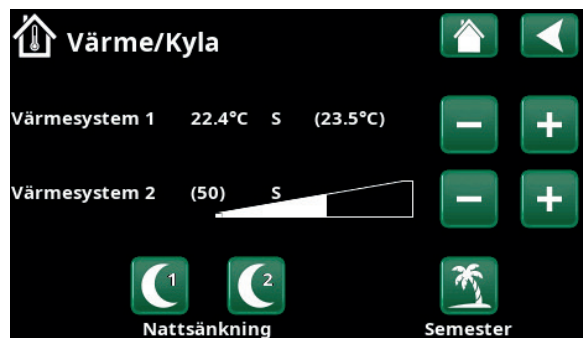 Värme/Kyla
Värmesystem 1 22.4°C S (23.5°C)
Värmesystem 2 (50) S
1 2
Nattsänkning Semester